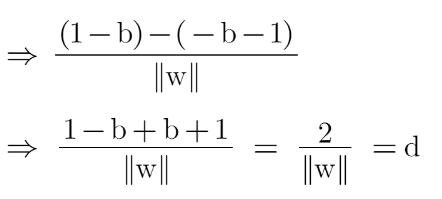 ⇒ (1 − b) − ( − b − 1) / ‖w‖
⇒ 1 − b + b + 1 / ‖w‖ = 2 / ‖w‖ = d